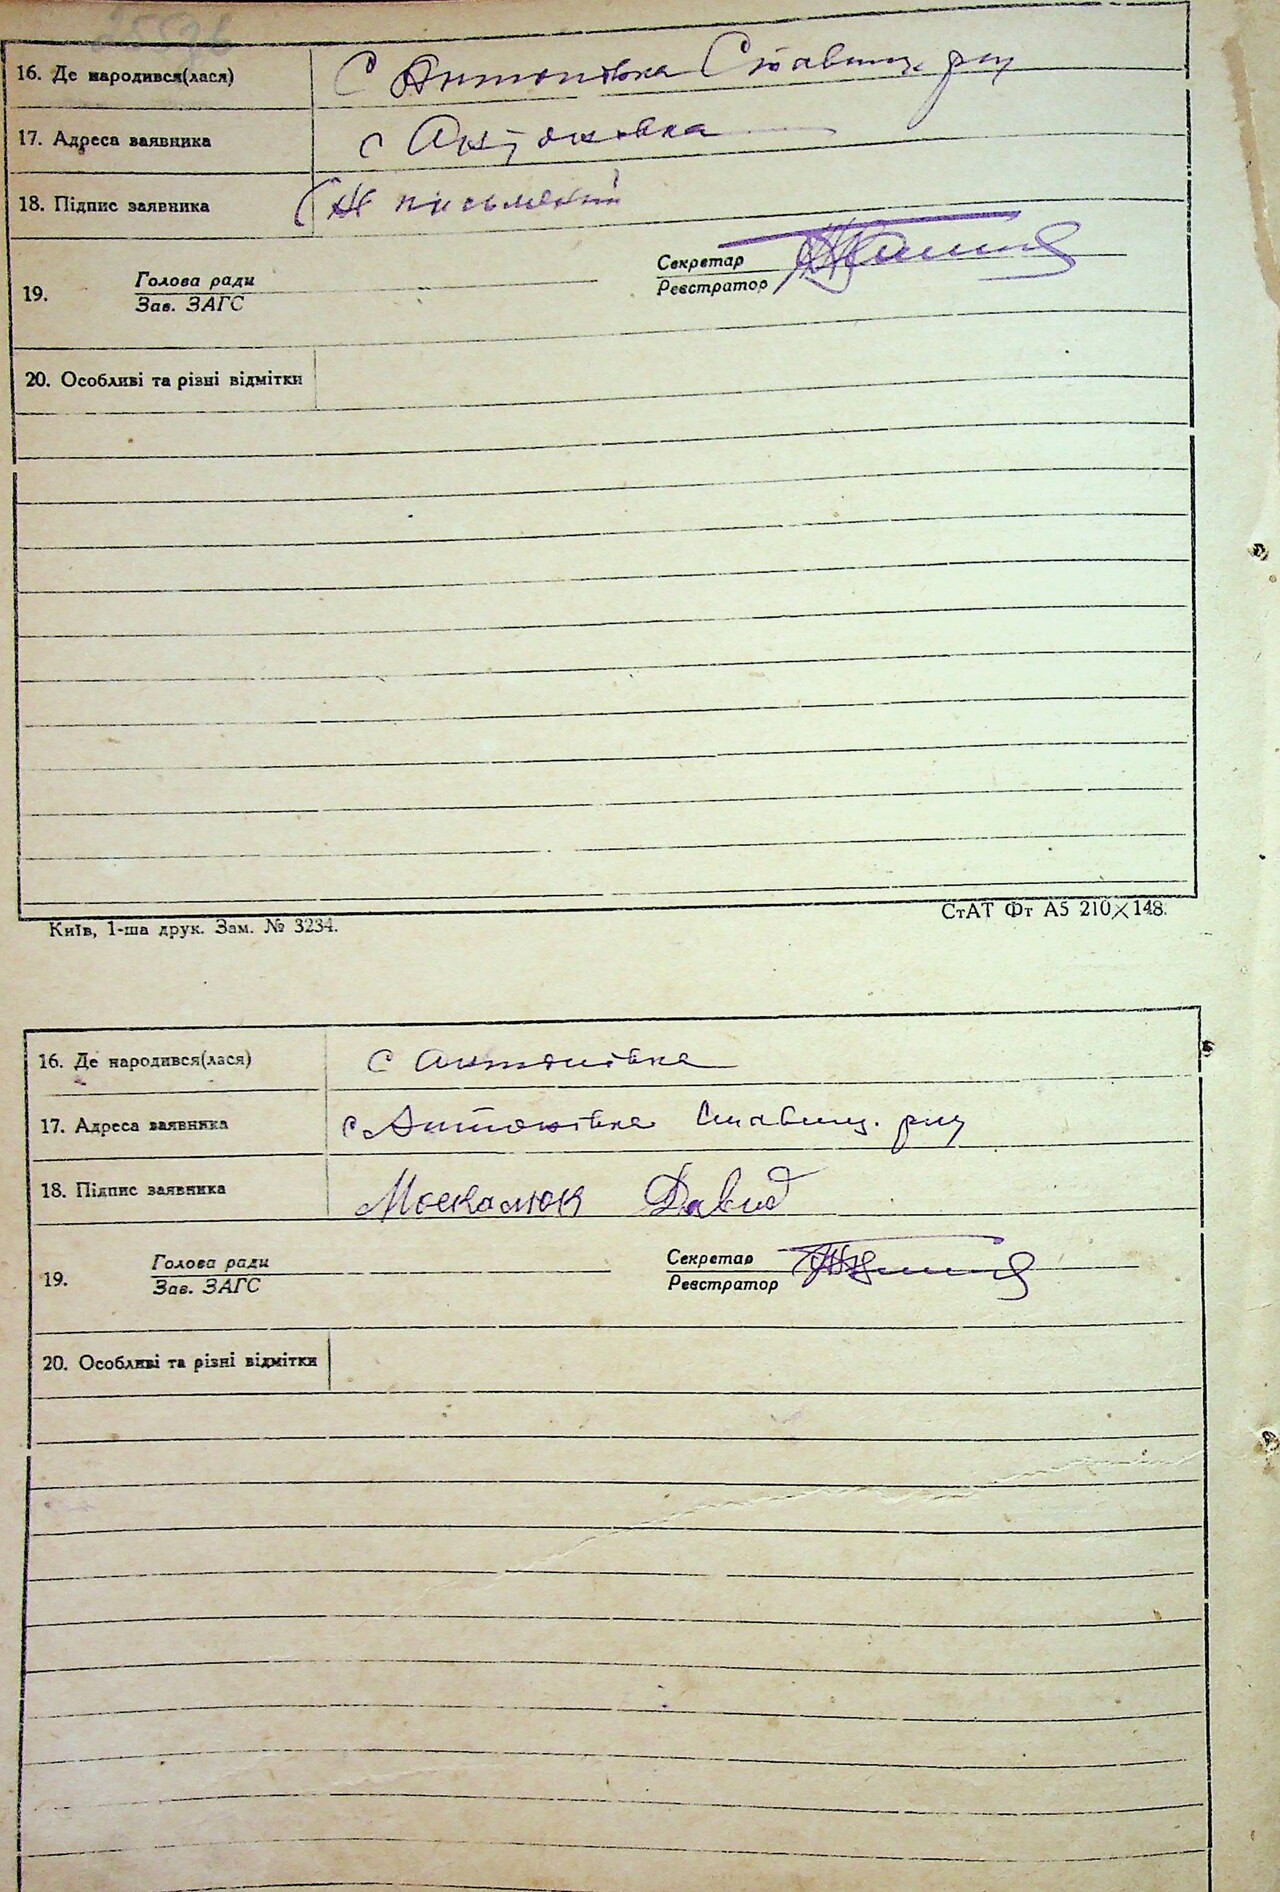 16. Де народився(лася) с Антонівка Ставищ. р-ну
17. Адреса заявника с Антонівка
18. Підпис заявника (Не письменний
Секретар
Голова ради
19.
Реєстратор
Зав. ЗАГС
20. Особливі та різні відмітки
СтАТ Фт А5 210×148.
Київ, 1-ша друк. Зам. № 3234.
16. Де народився(лася) с Антонівка
17. Адреса заявника с Антонівка Ставищ. р-ну
18. Підпис заявника Москалюк Давид
Голова ради Секретар
19.
Зав. ЗАГС Реєстратор
20. Особливі та різні відмітки